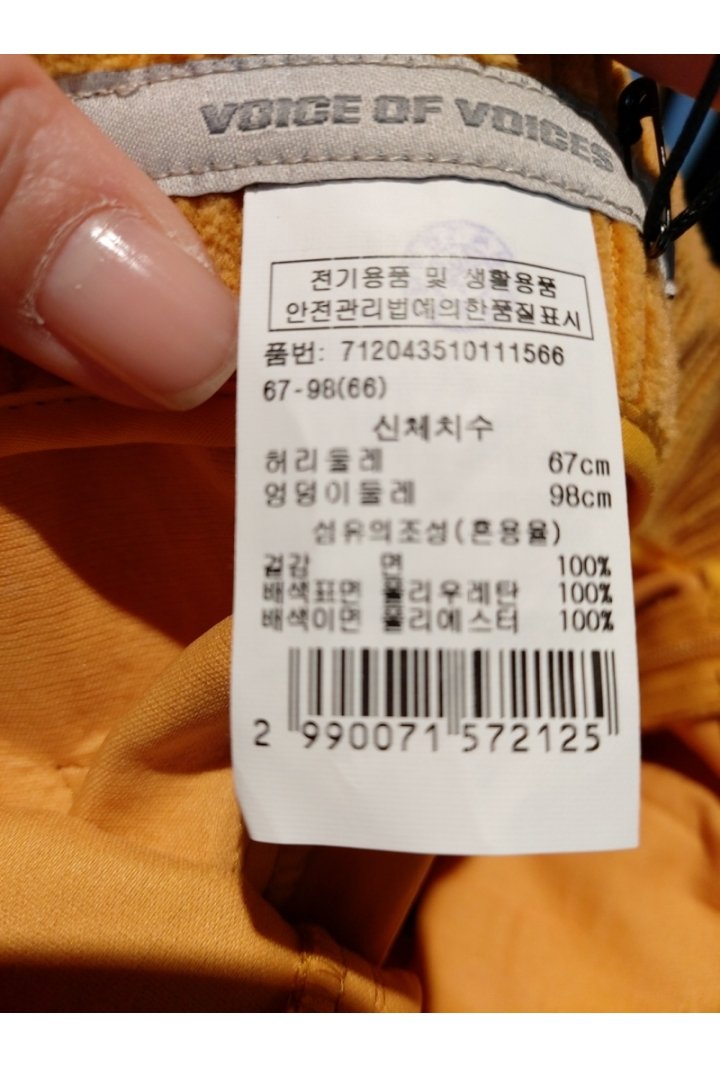 VOICE OF VOICES
전기용품 및 생활용품
안전관리법예의한품질표시
품번: 712043510111566
67-98(66)
신체치수
허리둘레 67cm
엉덩이둘레 98cm
섬유의조성(혼용율)
겉감 면 100%
배색표면 폴리우레탄 100%
배색이면 폴리에스터 100%
2 990071 572125